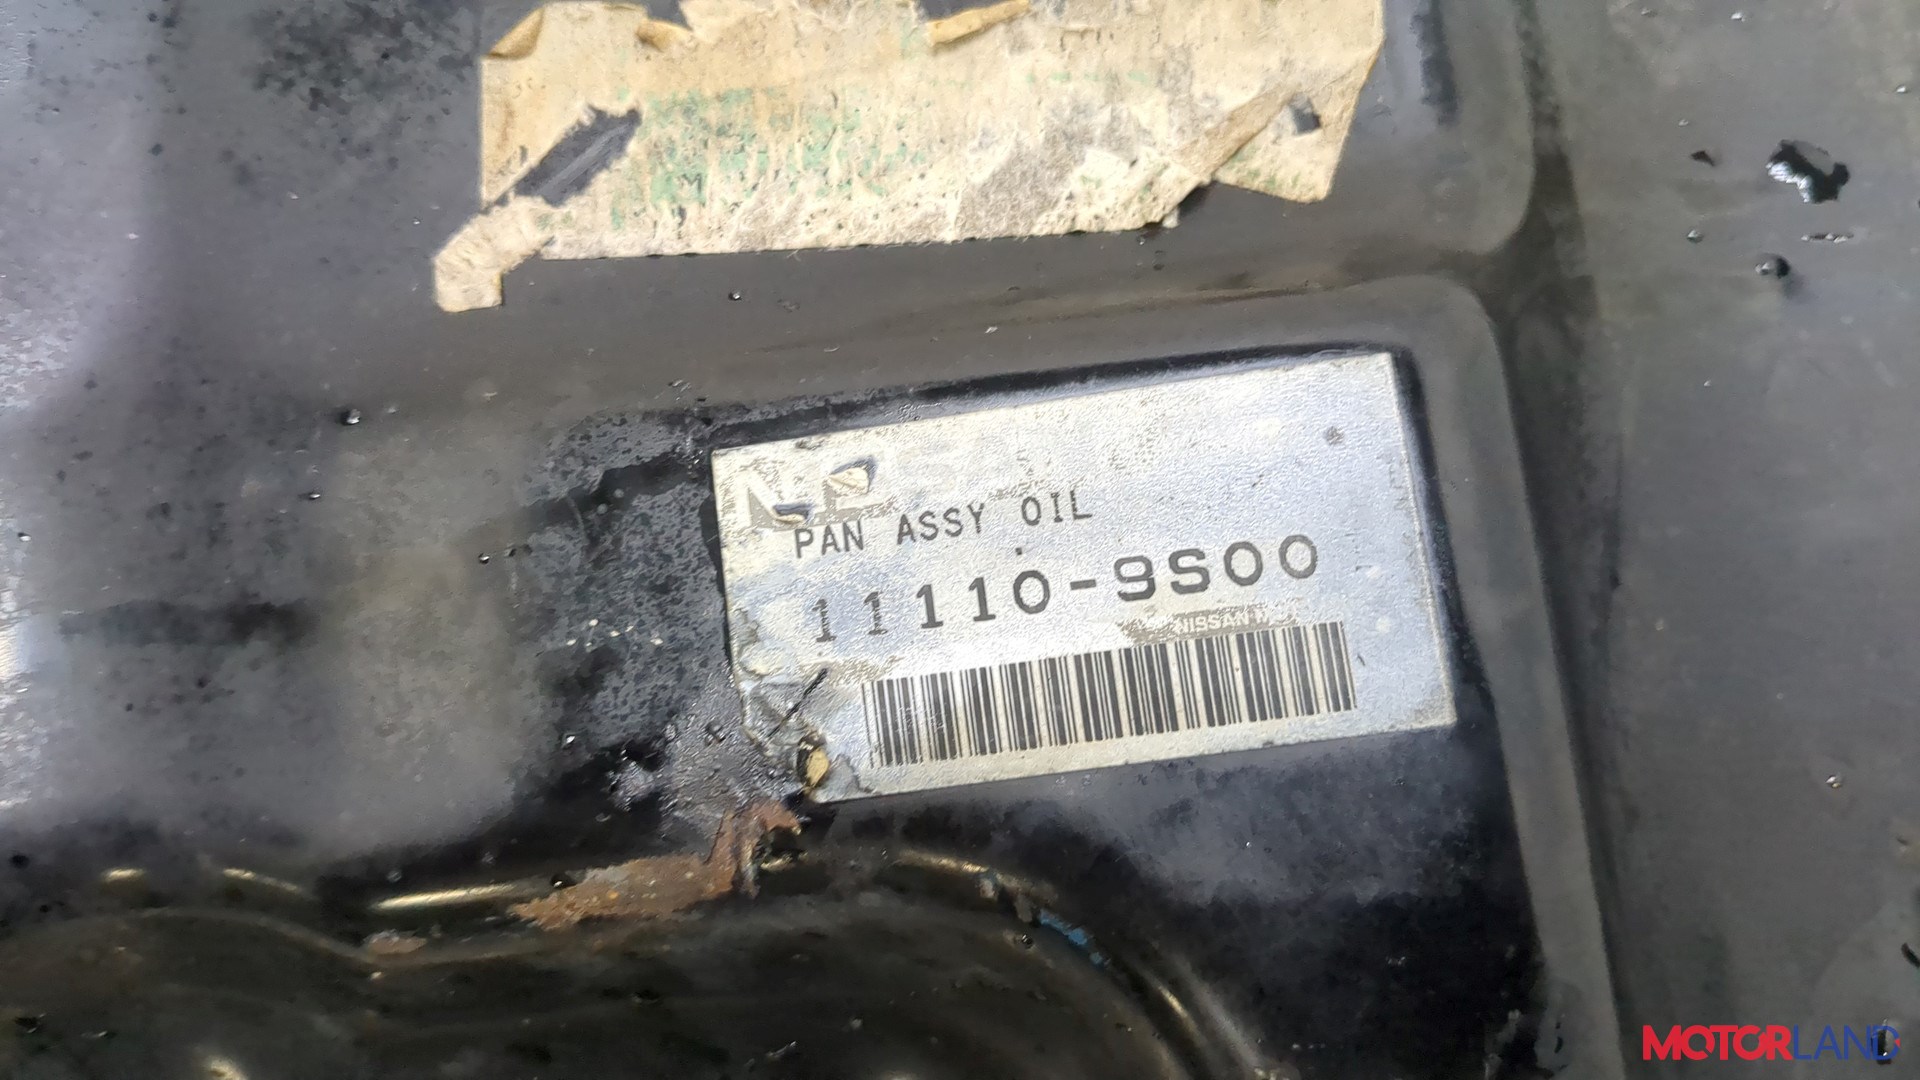 PAN ASSY OIL
11110-9S00
NISSAN
MOTORLAND